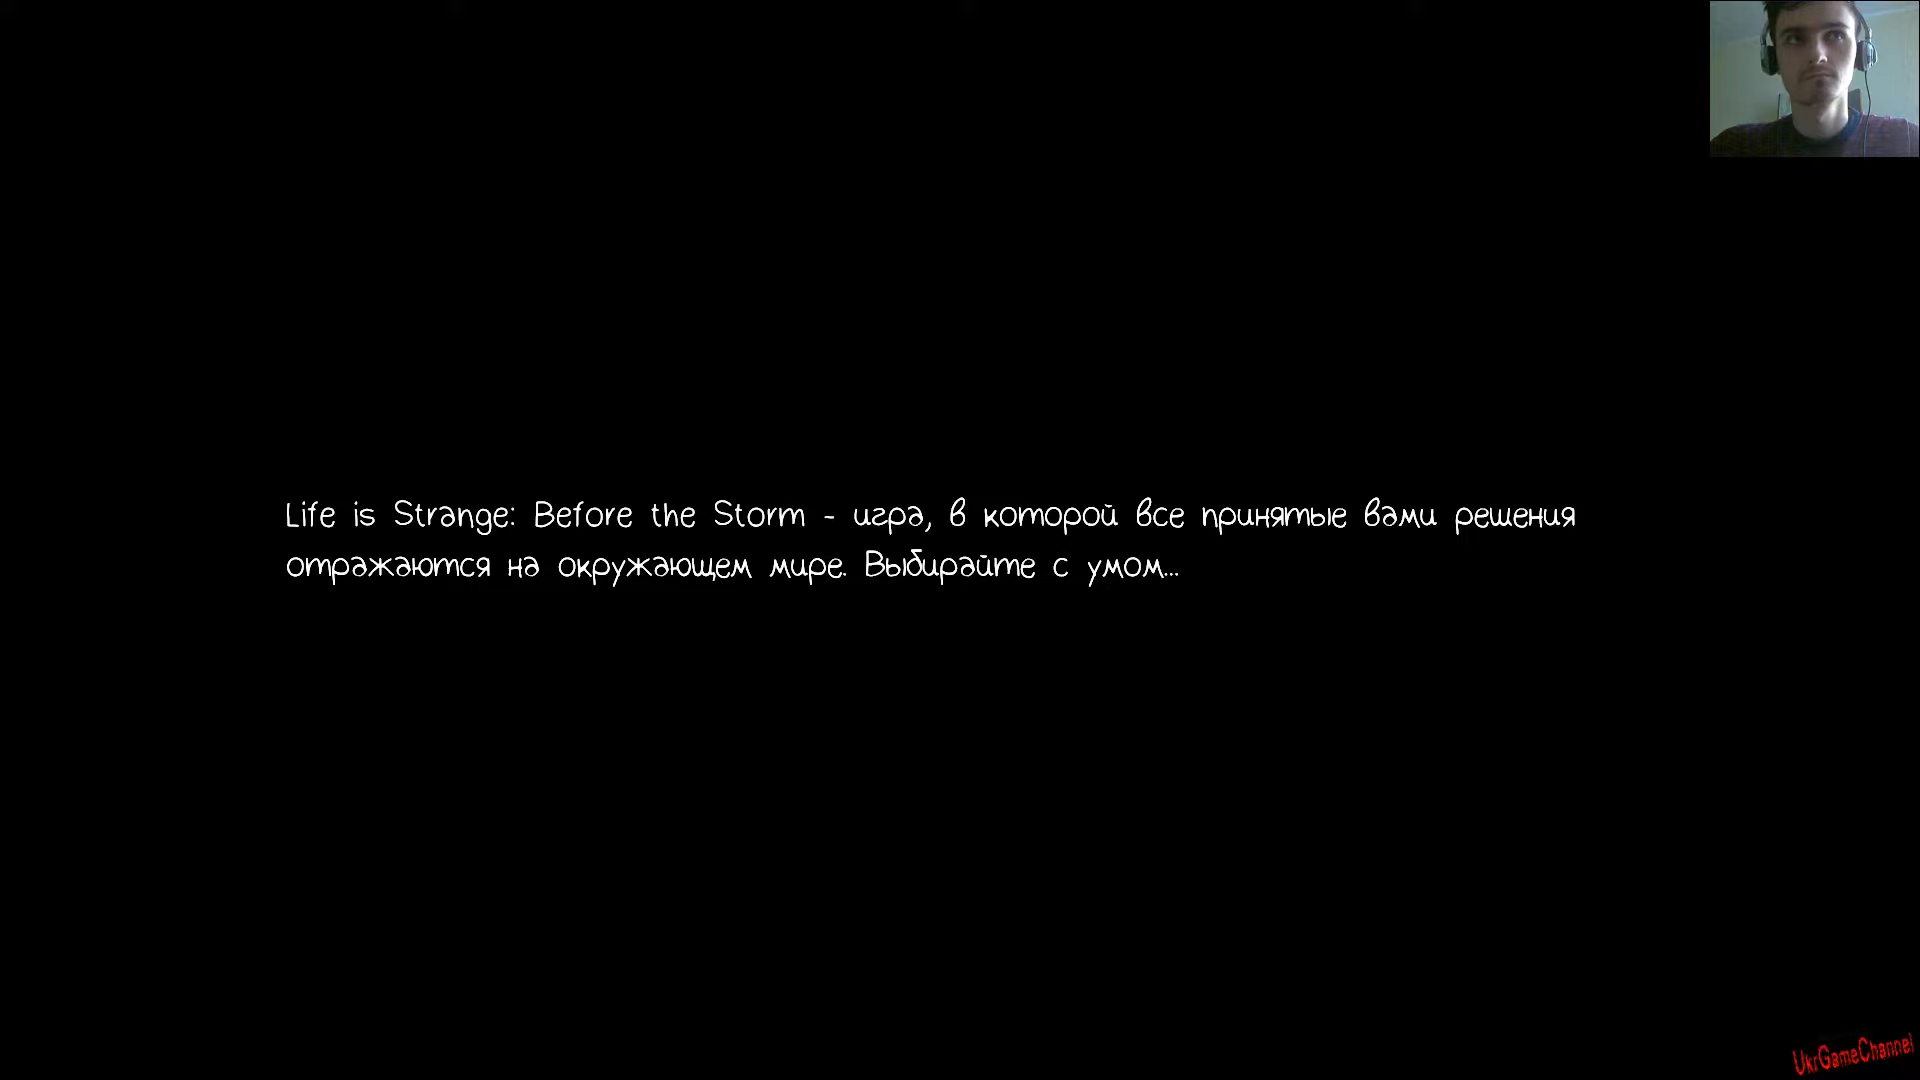 Life is Strange: Before the Storm - игра, в которой все принятые вами решения
отражаются на окружающем мире. Выбирайте с умом...
UkrGameChannel